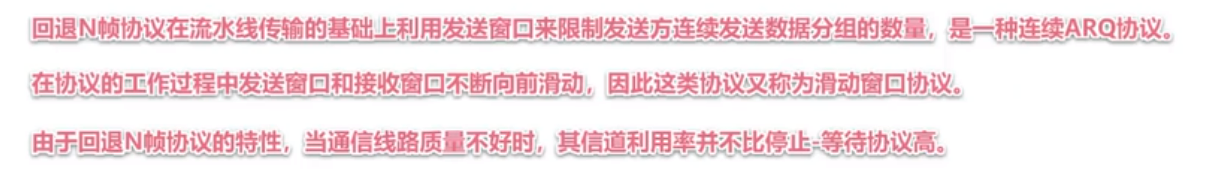 回退N帧协议在流水线传输的基础上利用发送窗口来限制发送方连续发送数据分组的数量，是一种连续ARQ协议。
在协议的工作过程中发送窗口和接收窗口不断向前滑动，因此这类协议又称为滑动窗口协议。
由于回退N帧协议的特性，当通信线路质量不好时，其信道利用率并不比停止-等待协议高。